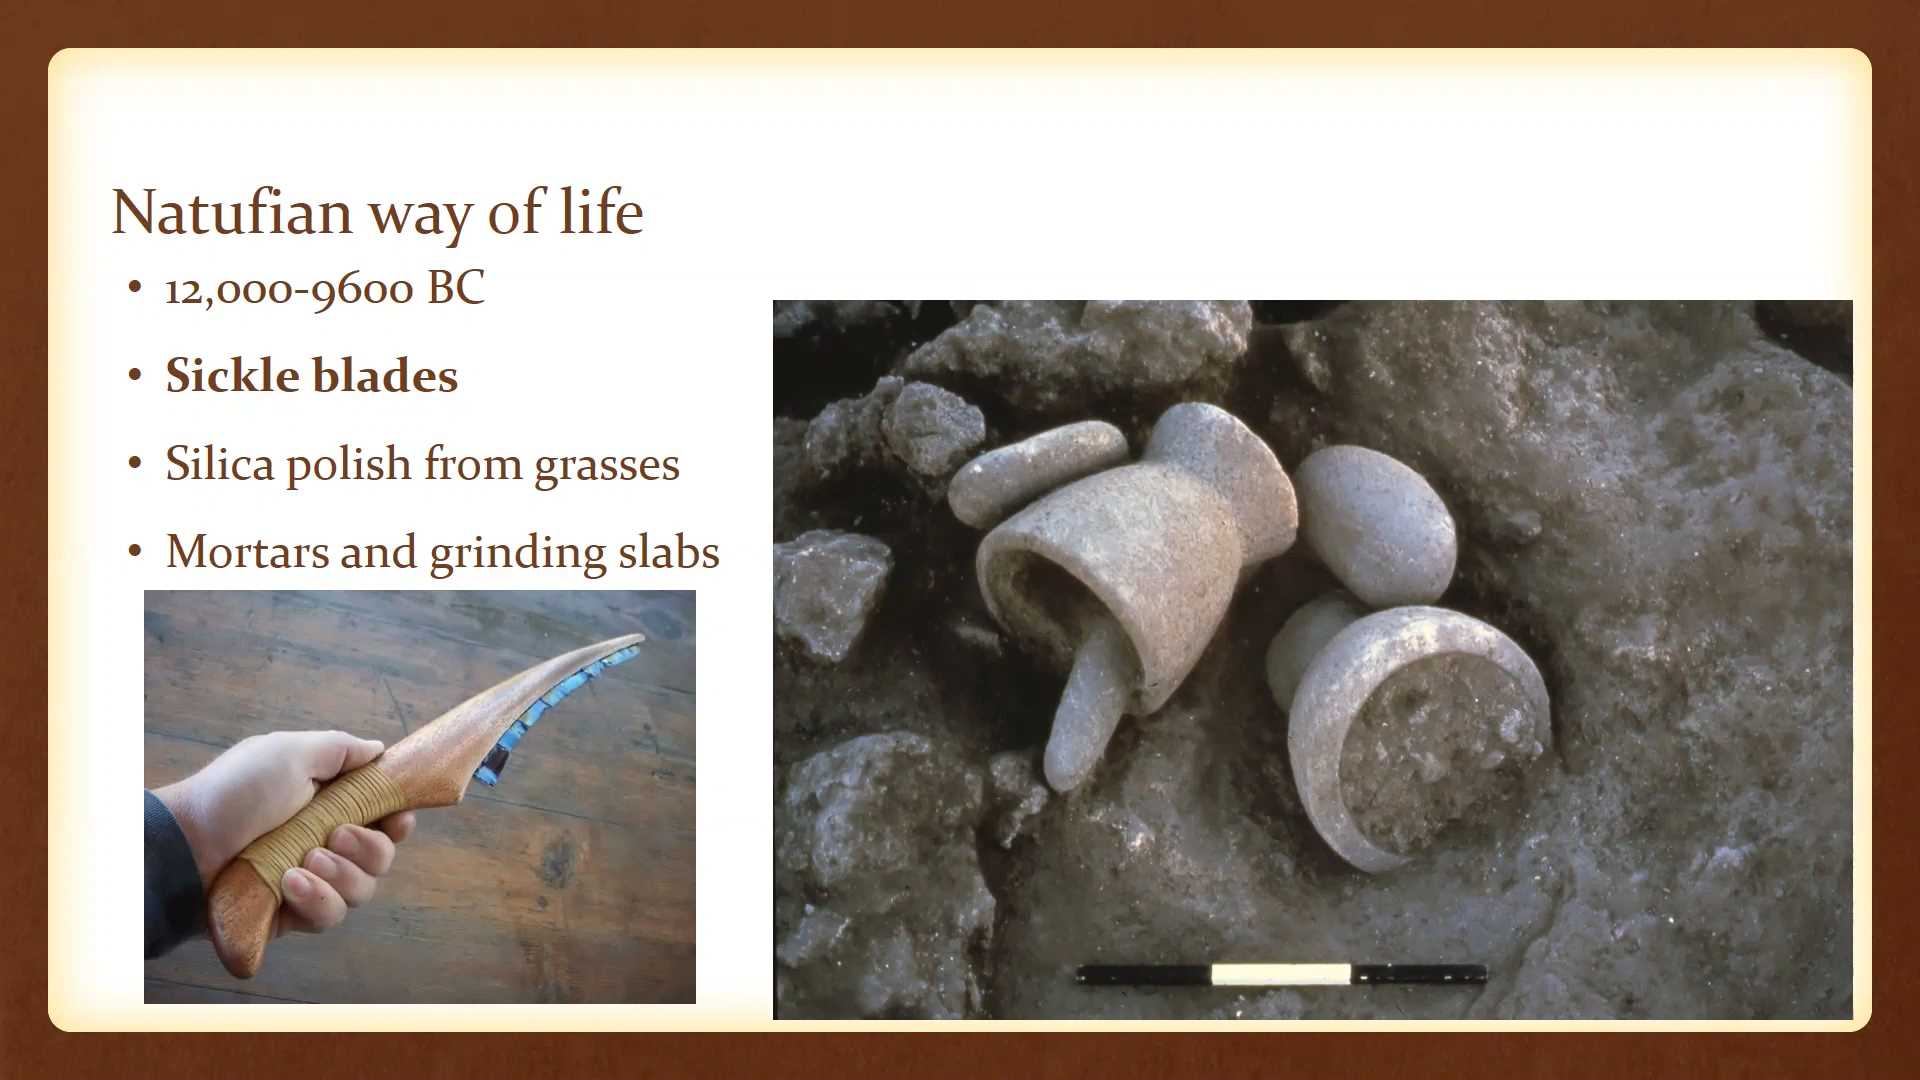 Natufian way of life
• 12,000-9600 BC
• Sickle blades
• Silica polish from grasses
• Mortars and grinding slabs